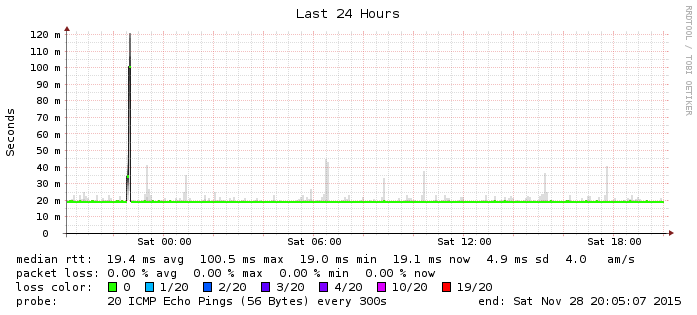 Last 24 Hours
RRDTOOL / TOBI OETIKER
Seconds
120 m
110 m
100 m
90 m
80 m
70 m
60 m
50 m
40 m
30 m
20 m
10 m
0
Sat 00:00 Sat 06:00 Sat 12:00 Sat 18:00
median rtt: 19.4 ms avg 100.5 ms max 19.0 ms min 19.1 ms now 4.9 ms sd 4.0 am/s
packet loss: 0.00 % avg 0.00 % max 0.00 % min 0.00 % now
loss color: 0 1/20 2/20 3/20 4/20 10/20 19/20
probe: 20 ICMP Echo Pings (56 Bytes) every 300s end: Sat Nov 28 20:05:07 2015